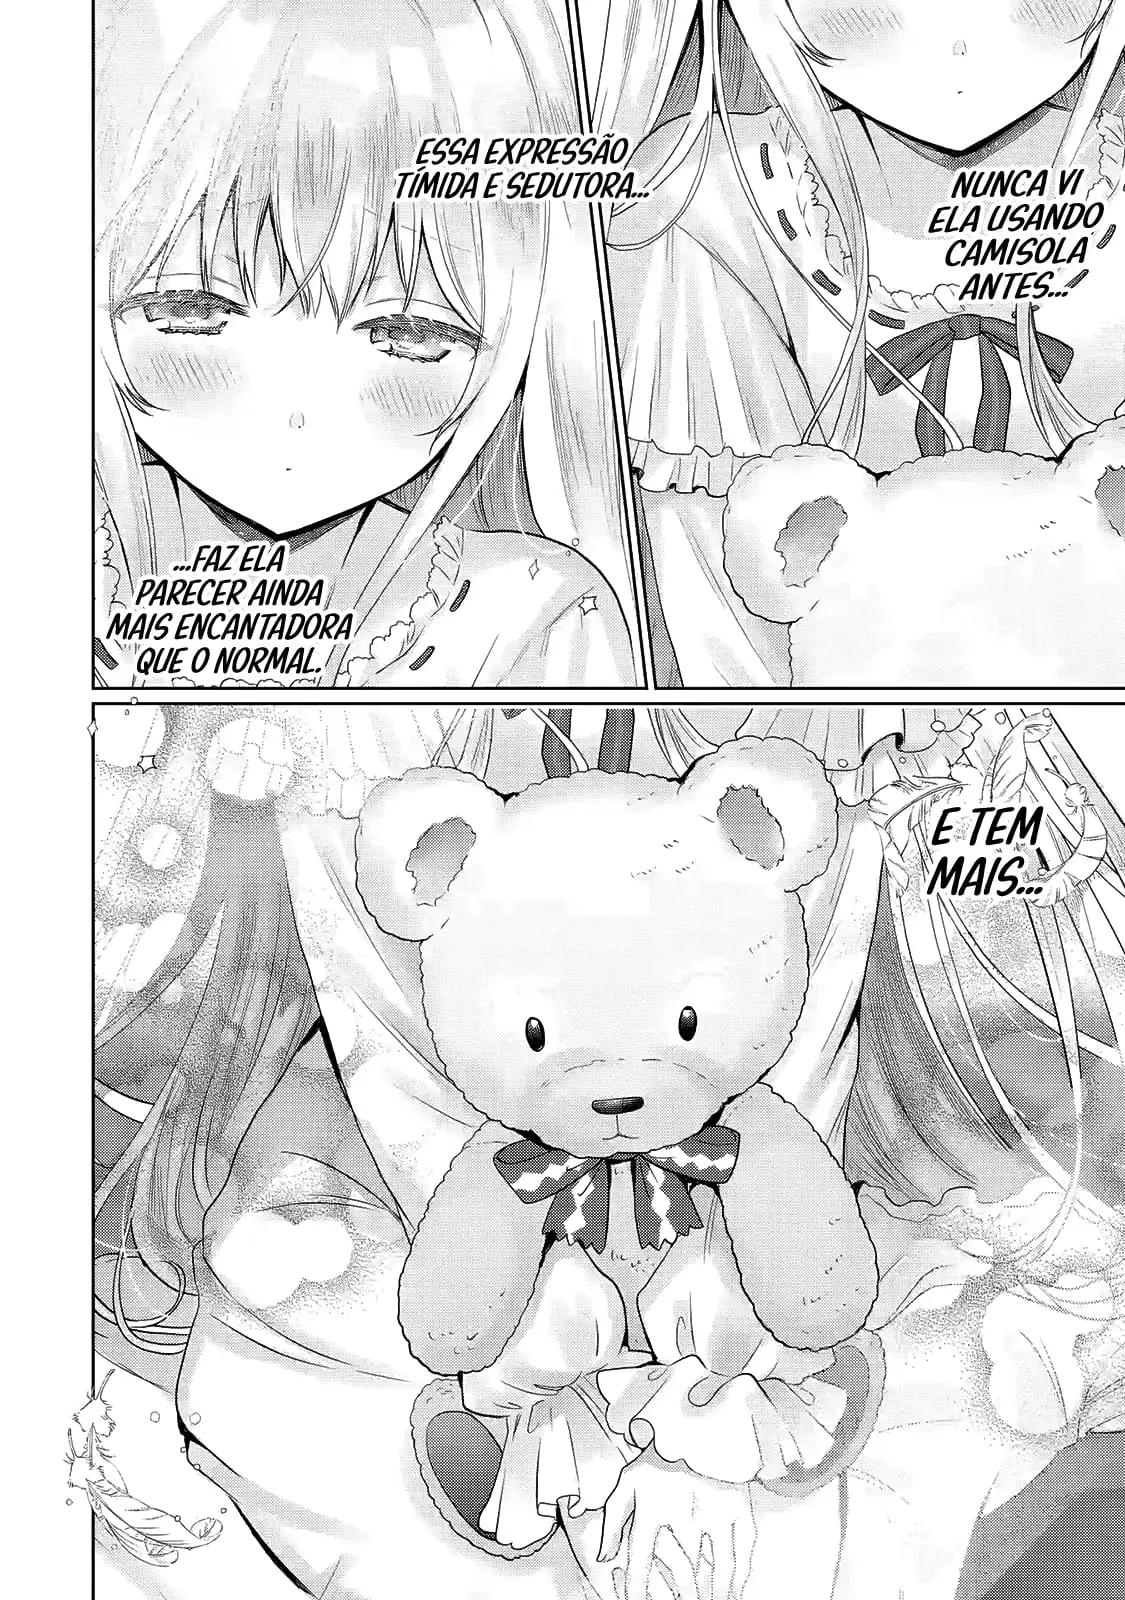 NUNCA VI
ELA USANDO
CAMISOLA
ANTES...
ESSA EXPRESSÃO
TÍMIDA E SEDUTORA...
...FAZ ELA
PARECER AINDA
MAIS ENCANTADORA
QUE O NORMAL.
E TEM
MAIS...